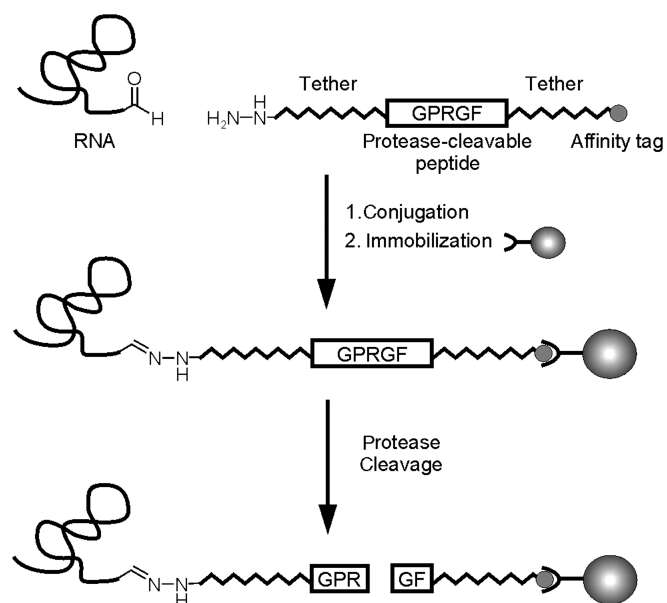 O
H
RNA
Tether
Tether
H
H₂N-N
GPRGF
Protease-cleavable
peptide
Affinity tag
1.Conjugation
2. Immobilization
N-N
H
GPRGF
Protease
Cleavage
N-N
H
GPR
GF